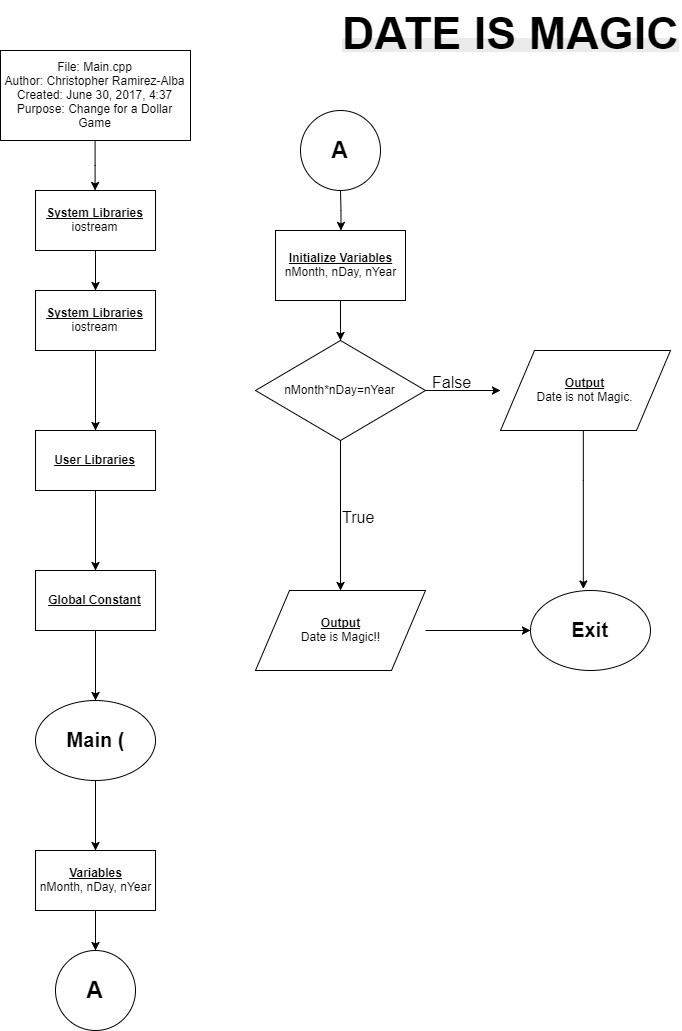 DATE IS MAGIC
File: Main.cpp
Author: Christopher Ramirez-Alba
Created: June 30, 2017, 4:37
Purpose: Change for a Dollar
Game
System Libraries
iostream
System Libraries
iostream
User Libraries
Global Constant
Main (
Variables
nMonth, nDay, nYear
A
A
Initialize Variables
nMonth, nDay, nYear
nMonth*nDay=nYear
False
Output
Date is not Magic.
True
Output
Date is Magic!!
Exit